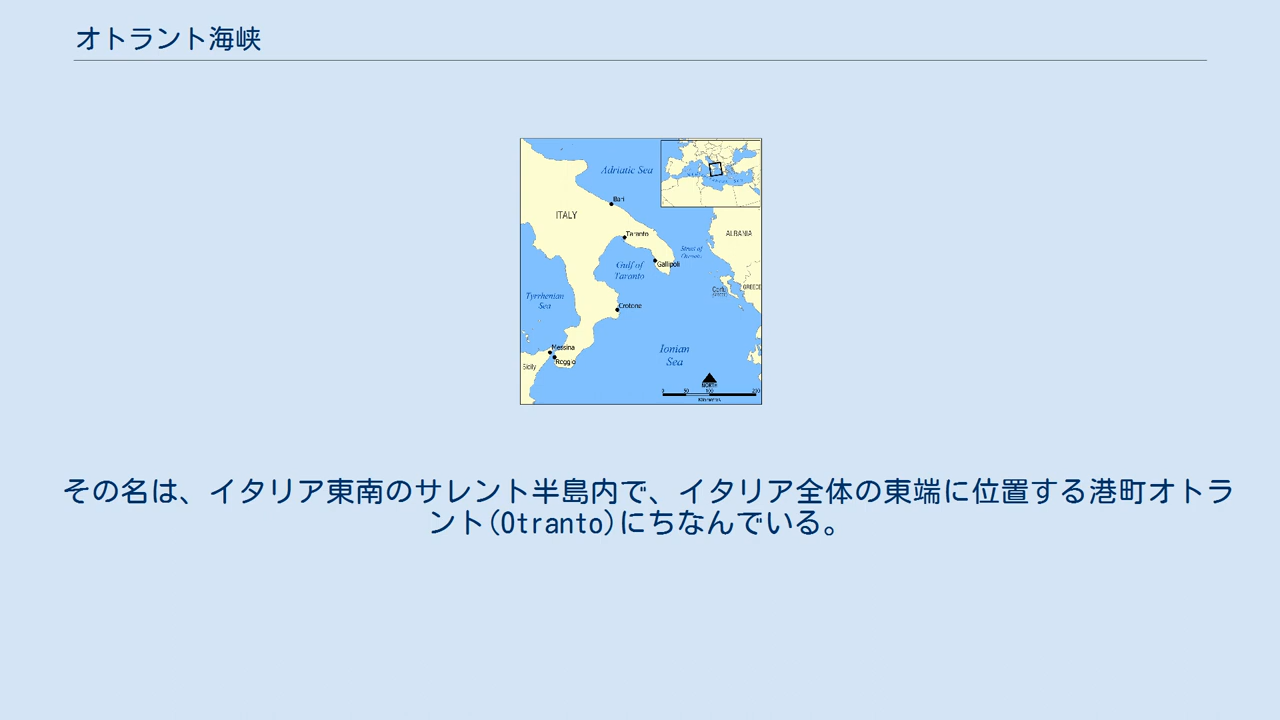 オトラント海峡
Adriatic Sea
Bari
ITALY
Taranto
ALBANIA
Strait of
Gulf of
Taranto
Gallipoli
GREECE
Tyrrhenian
Sea
Crotone
Ionian
Sea
Messina
Reggio
Sicily
NORTH
その名は、イタリア東南のサレント半島内で、イタリア全体の東端に位置する港町オトラ
ント(Otranto)にちなんでいる。